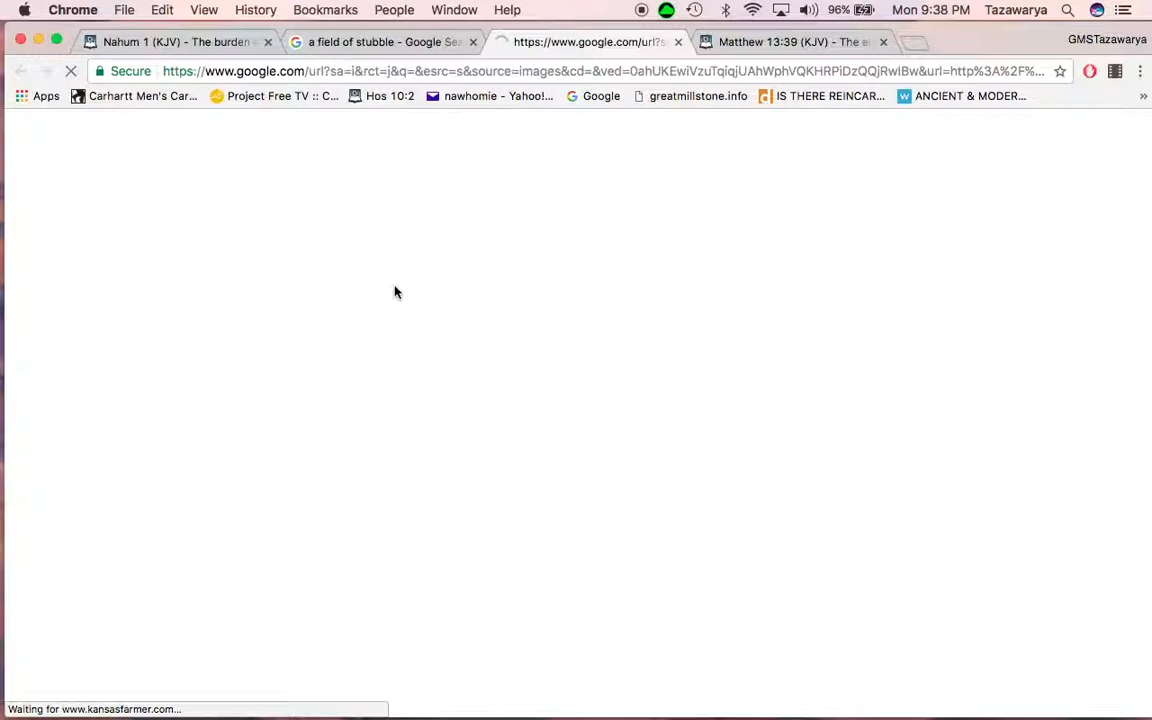 Chrome File Edit View History Bookmarks People Window Help 96% Mon 9:38 PM Tazawarya
Nahum 1 (KJV) - The burden a field of stubble - Google Sea https://www.google.com/url?s Matthew 13:39 (KJV) - The e GMSTazawarya
Secure https://www.google.com/url?sa=i&rct=j&q=&esrc=s&source=images&cd=&ved=0ahUKEwiVzuTqiqjUAhWphVQKHRPiDzQQjRwIBw&url=http%3A%2F%...
Apps Carhartt Men's Car... Project Free TV :: C... Hos 10:2 nawhomie - Yahoo!... Google greatmillstone.info IS THERE REINCAR... ANCIENT & MODER... »
Waiting for www.kansasfarmer.com...